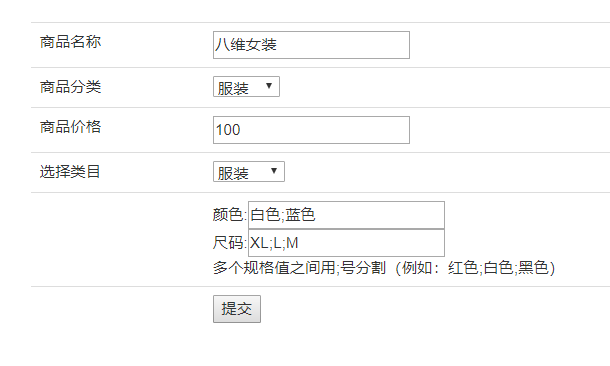 商品名称 八维女装
商品分类 服装
商品价格 100
选择类目 服装
颜色:白色;蓝色
尺码:XL;L;M
多个规格值之间用;号分割（例如：红色;白色;黑色）
提交